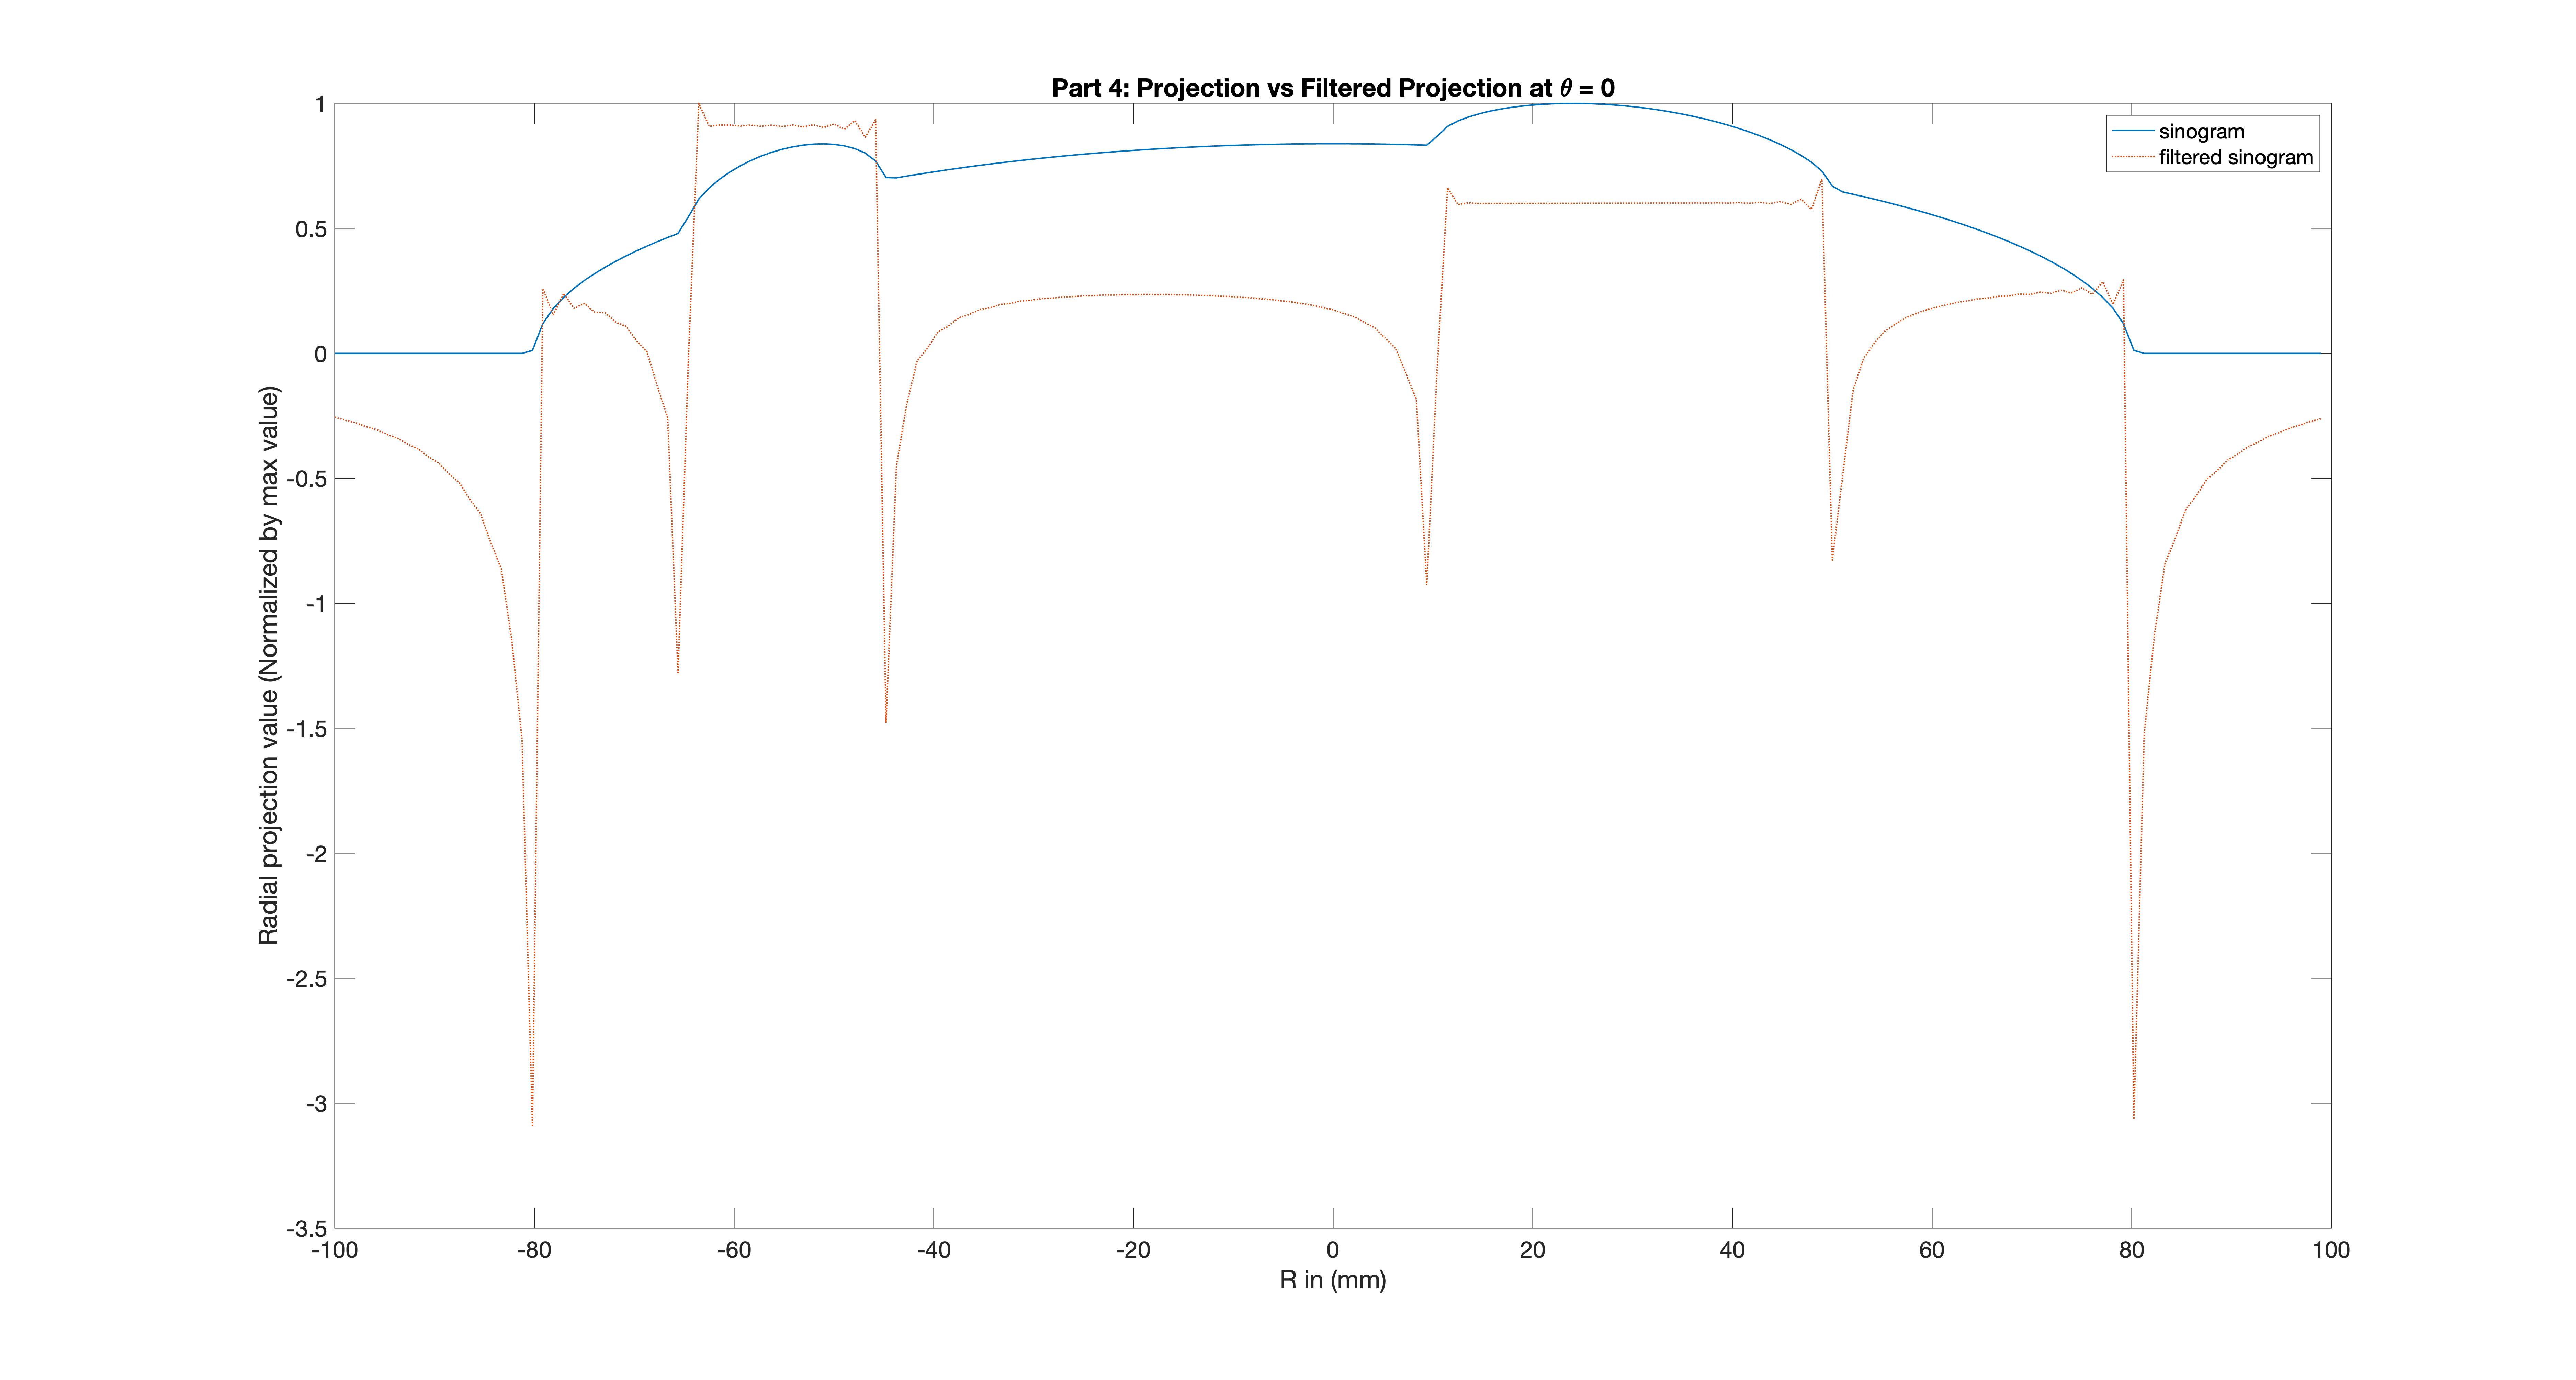 Part 4: Projection vs Filtered Projection at θ = 0
sinogram
filtered sinogram
1
0.5
0
-0.5
-1
-1.5
-2
-2.5
-3
-3.5
Radial projection value (Normalized by max value)
-100 -80 -60 -40 -20 0 20 40 60 80 100
R in (mm)